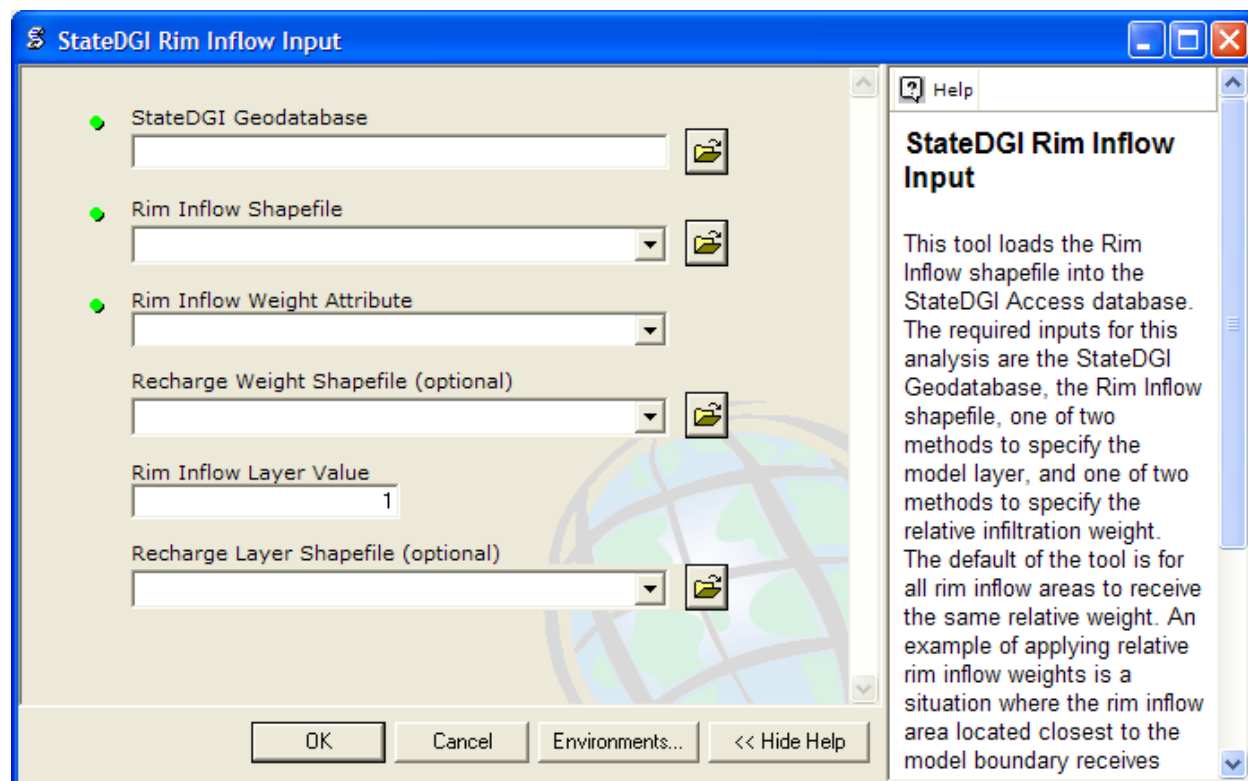 StateDGI Rim Inflow Input
StateDGI Geodatabase
Rim Inflow Shapefile
Rim Inflow Weight Attribute
Recharge Weight Shapefile (optional)
Rim Inflow Layer Value
1
Recharge Layer Shapefile (optional)
OK
Cancel
Environments...
<< Hide Help
? Help
StateDGI Rim Inflow
Input
This tool loads the Rim
Inflow shapefile into the
StateDGI Access database.
The required inputs for this
analysis are the StateDGI
Geodatabase, the Rim Inflow
shapefile, one of two
methods to specify the
model layer, and one of two
methods to specify the
relative infiltration weight.
The default of the tool is for
all rim inflow areas to receive
the same relative weight. An
example of applying relative
rim inflow weights is a
situation where the rim inflow
area located closest to the
model boundary receives